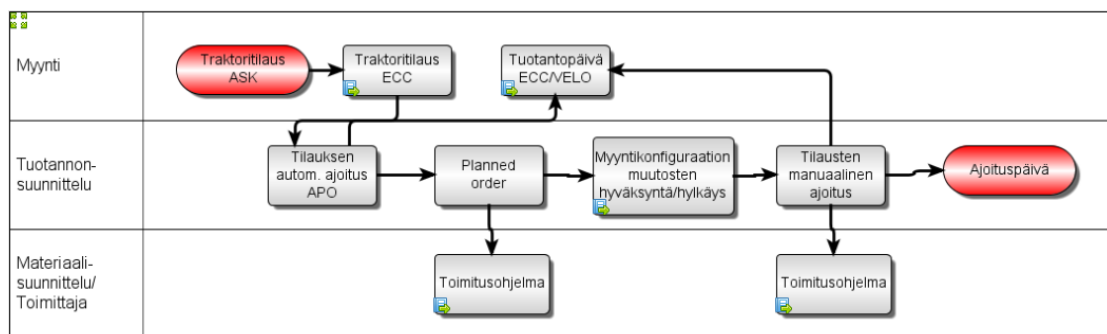 Myynti
Traktoritilaus
ASK
Traktoritilaus
ECC
Tuotantopäivä
ECC/VELO
Tuotannon-
suunnittelu
Tilauksen
autom. ajoitus
APO
Planned
order
Myyntikonfiguraation
muutosten
hyväksyntä/hylkäys
Tilausten
manuaalinen
ajoitus
Ajoituspäivä
Materiaali-
suunnittelu/
Toimittaja
Toimitusohjelma
Toimitusohjelma